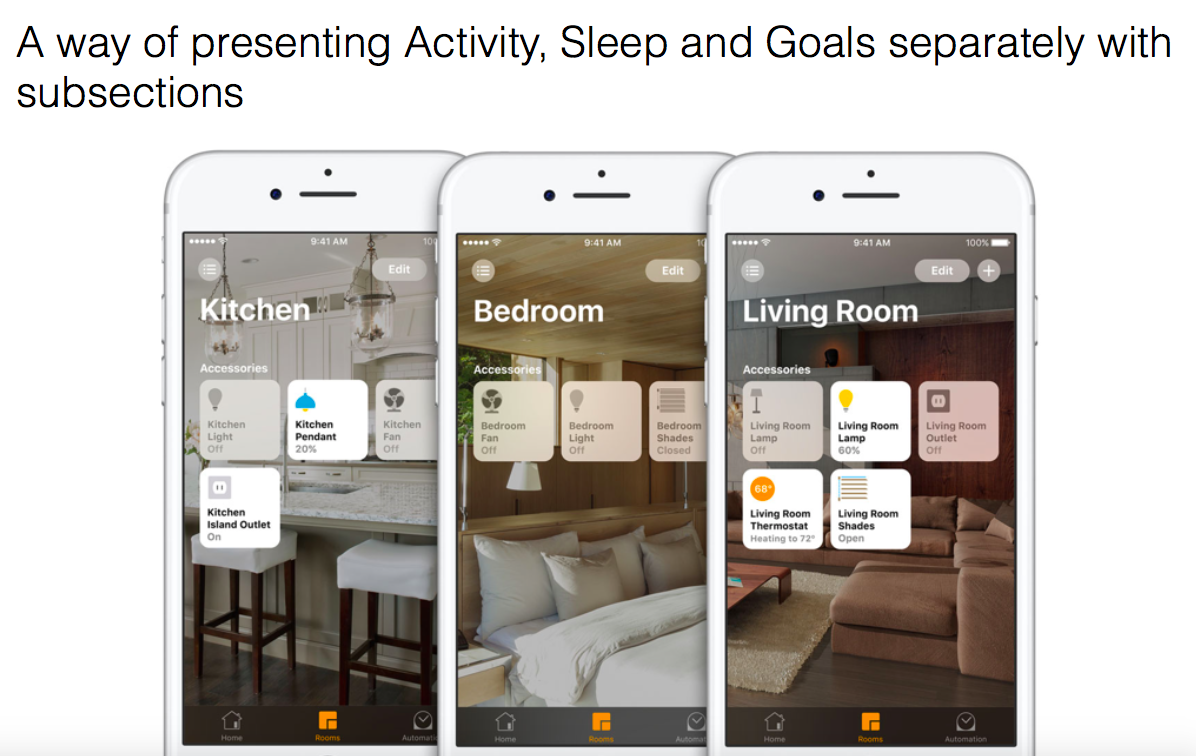 A way of presenting Activity, Sleep and Goals separately with
subsections
9:41 AM
Edit
Kitchen
Accessories
Kitchen
Light
Off
Kitchen
Pendant
20%
Kitchen
Fan
Off
Kitchen
Island Outlet
On
Home
Rooms
9:41 AM
Edit
Bedroom
Accessories
Bedroom
Fan
Off
Bedroom
Light
Off
Bedroom
Shades
Closed
Home
Rooms
9:41 AM
100%
Edit
Living Room
Accessories
Living Room
Lamp
Off
Living Room
Lamp
60%
Living Room
Outlet
Off
68°
Living Room
Thermostat
Heating to 72°
Living Room
Shades
Open
Home
Rooms
Automation